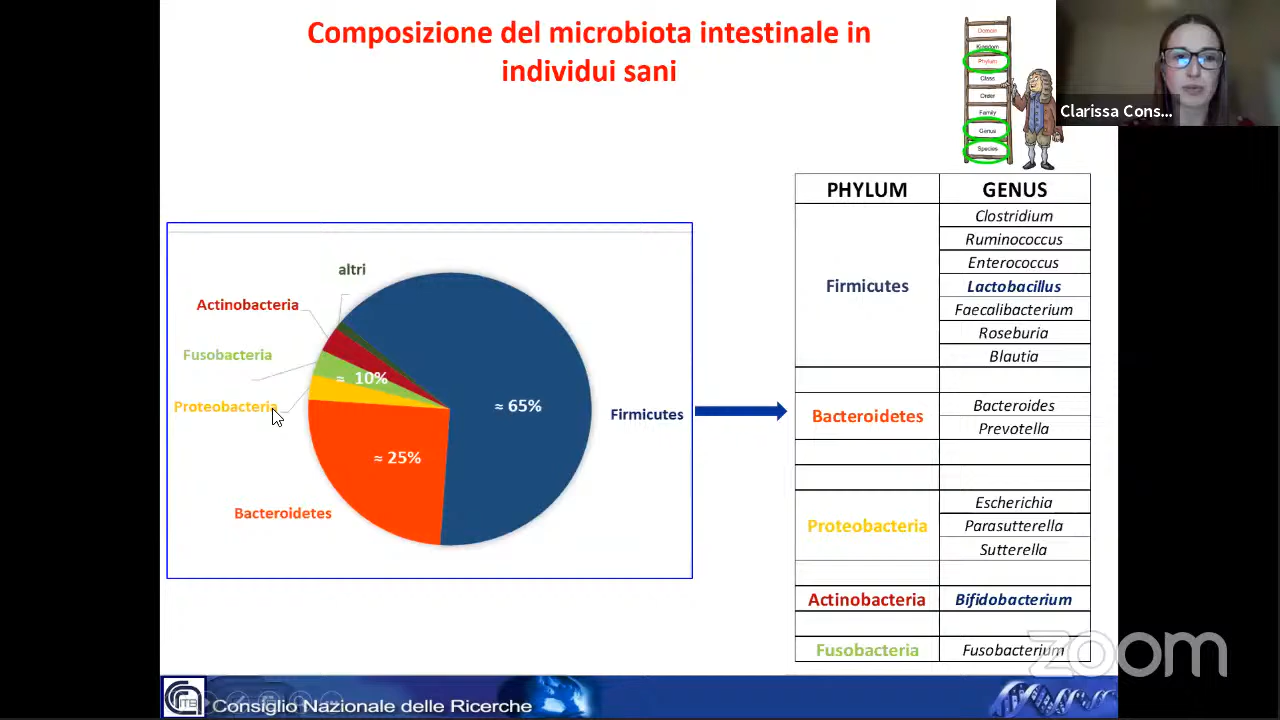 Composizione del microbiota intestinale in
individui sani
Domain
Kingdom
Phylum
Class
Order
Family
Genus
Species
Clarissa Cons...
altri
Actinobacteria
Fusobacteria
Proteobacteria
Bacteroidetes
Firmicutes
≈ 10%
≈ 65%
≈ 25%
PHYLUM GENUS
Firmicutes
Clostridium
Ruminococcus
Enterococcus
Lactobacillus
Faecalibacterium
Roseburia
Blautia
Bacteroidetes
Bacteroides
Prevotella
Proteobacteria
Escherichia
Parasutterella
Sutterella
Actinobacteria Bifidobacterium
Fusobacteria Fusobacterium
zoom
ITB
Consiglio Nazionale delle Ricerche